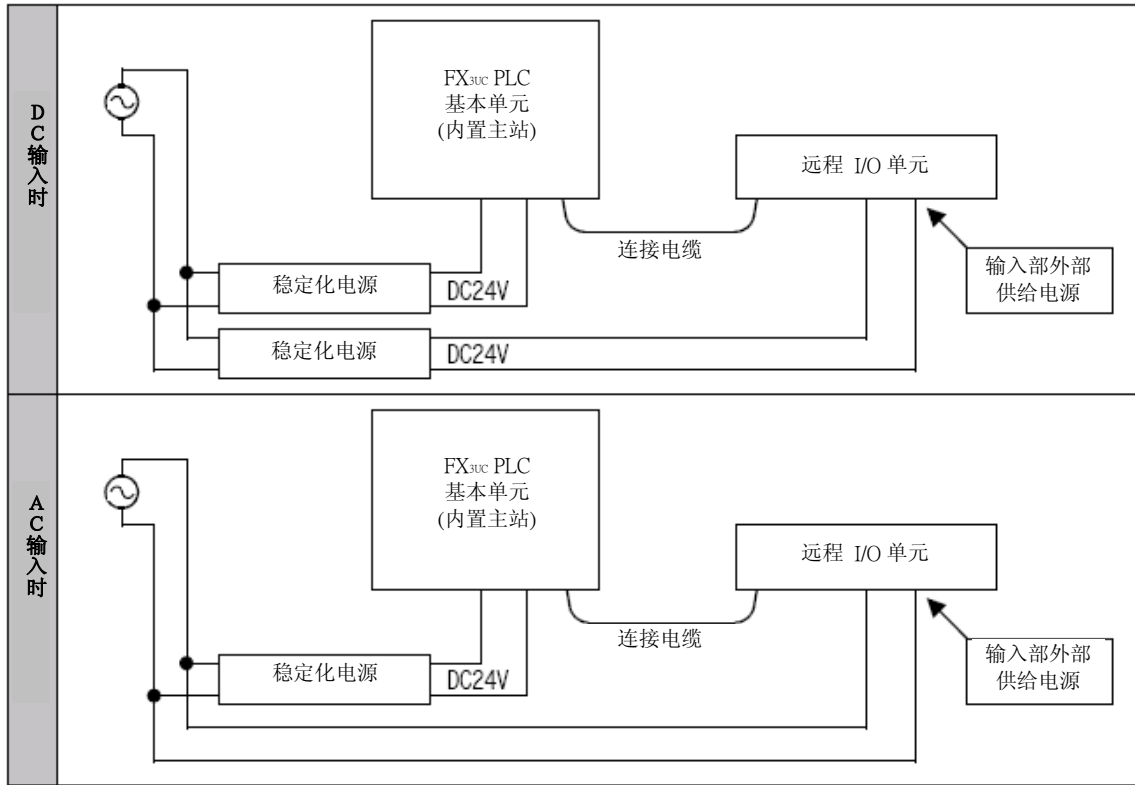 DC输入时
FX3UC PLC
基本单元
(内置主站)
远程 I/O 单元
连接电缆
输入部外部
供给电源
稳定化电源
DC24V
稳定化电源
DC24V
AC输入时
FX3UC PLC
基本单元
(内置主站)
远程 I/O 单元
连接电缆
输入部外部
供给电源
稳定化电源
DC24V